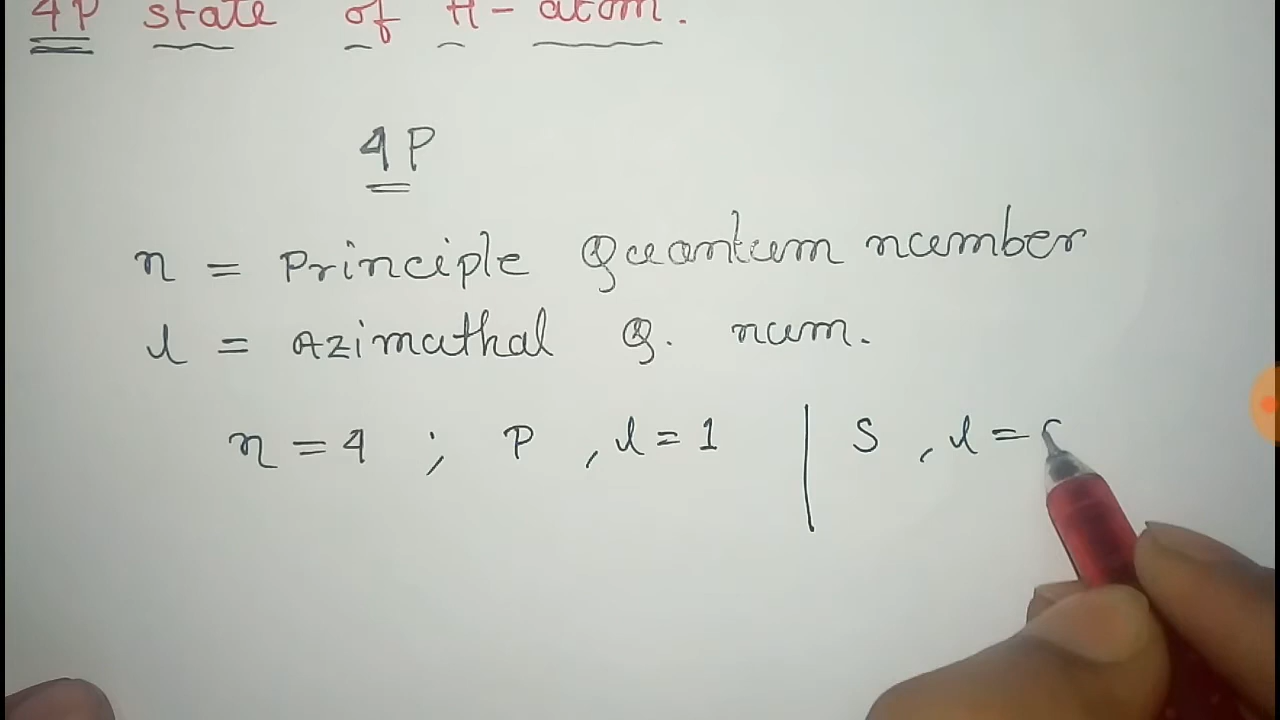 4P state of H-atom.
4P
n = Principle Quantum number
l = Azimuthal Q. num.
n = 4 ; P , l = 1 | S , l =